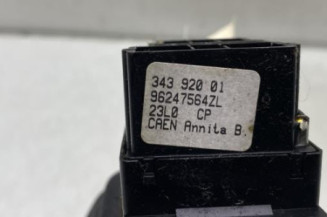 343 920 01
96247564ZL
23L0 CP
CAEN Annita B.